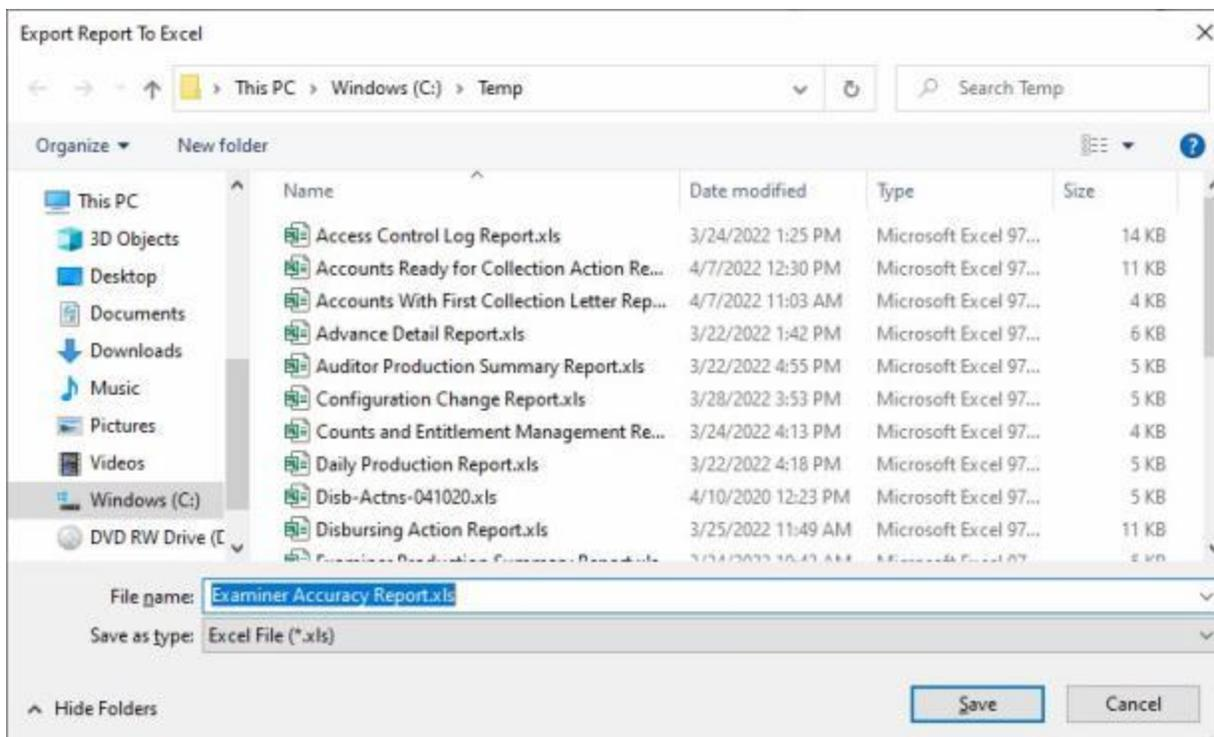 Export Report To Excel
This PC > Windows (C:) > Temp
Search Temp
Organize
New folder
This PC
3D Objects
Desktop
Documents
Downloads
Music
Pictures
Videos
Windows (C:)
DVD RW Drive (D
Name Date modified Type Size
Access Control Log Report.xls 3/24/2022 1:25 PM Microsoft Excel 97... 14 KB
Accounts Ready for Collection Action Re... 4/7/2022 12:30 PM Microsoft Excel 97... 11 KB
Accounts With First Collection Letter Rep... 4/7/2022 11:03 AM Microsoft Excel 97... 4 KB
Advance Detail Report.xls 3/22/2022 1:42 PM Microsoft Excel 97... 6 KB
Auditor Production Summary Report.xls 3/22/2022 4:55 PM Microsoft Excel 97... 5 KB
Configuration Change Report.xls 3/28/2022 3:53 PM Microsoft Excel 97... 5 KB
Counts and Entitlement Management Re... 3/24/2022 4:13 PM Microsoft Excel 97... 4 KB
Daily Production Report.xls 3/22/2022 4:18 PM Microsoft Excel 97... 5 KB
Disb-Actns-041020.xls 4/10/2020 12:23 PM Microsoft Excel 97... 5 KB
Disbursing Action Report.xls 3/25/2022 11:49 AM Microsoft Excel 97... 11 KB
Examiner Production Summary Report.xls
File name: Examiner Accuracy Report.xls
Save as type: Excel File (*.xls)
Hide Folders
Save
Cancel